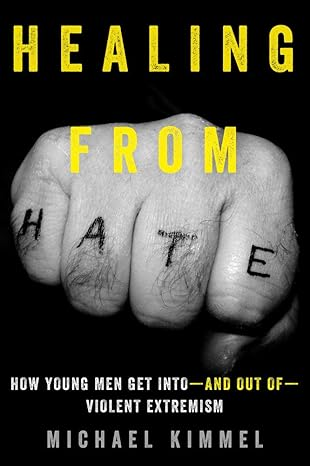 HEALING
FROM
HATE
HOW YOUNG MEN GET INTO—AND OUT OF—
VIOLENT EXTREMISM
MICHAEL KIMMEL